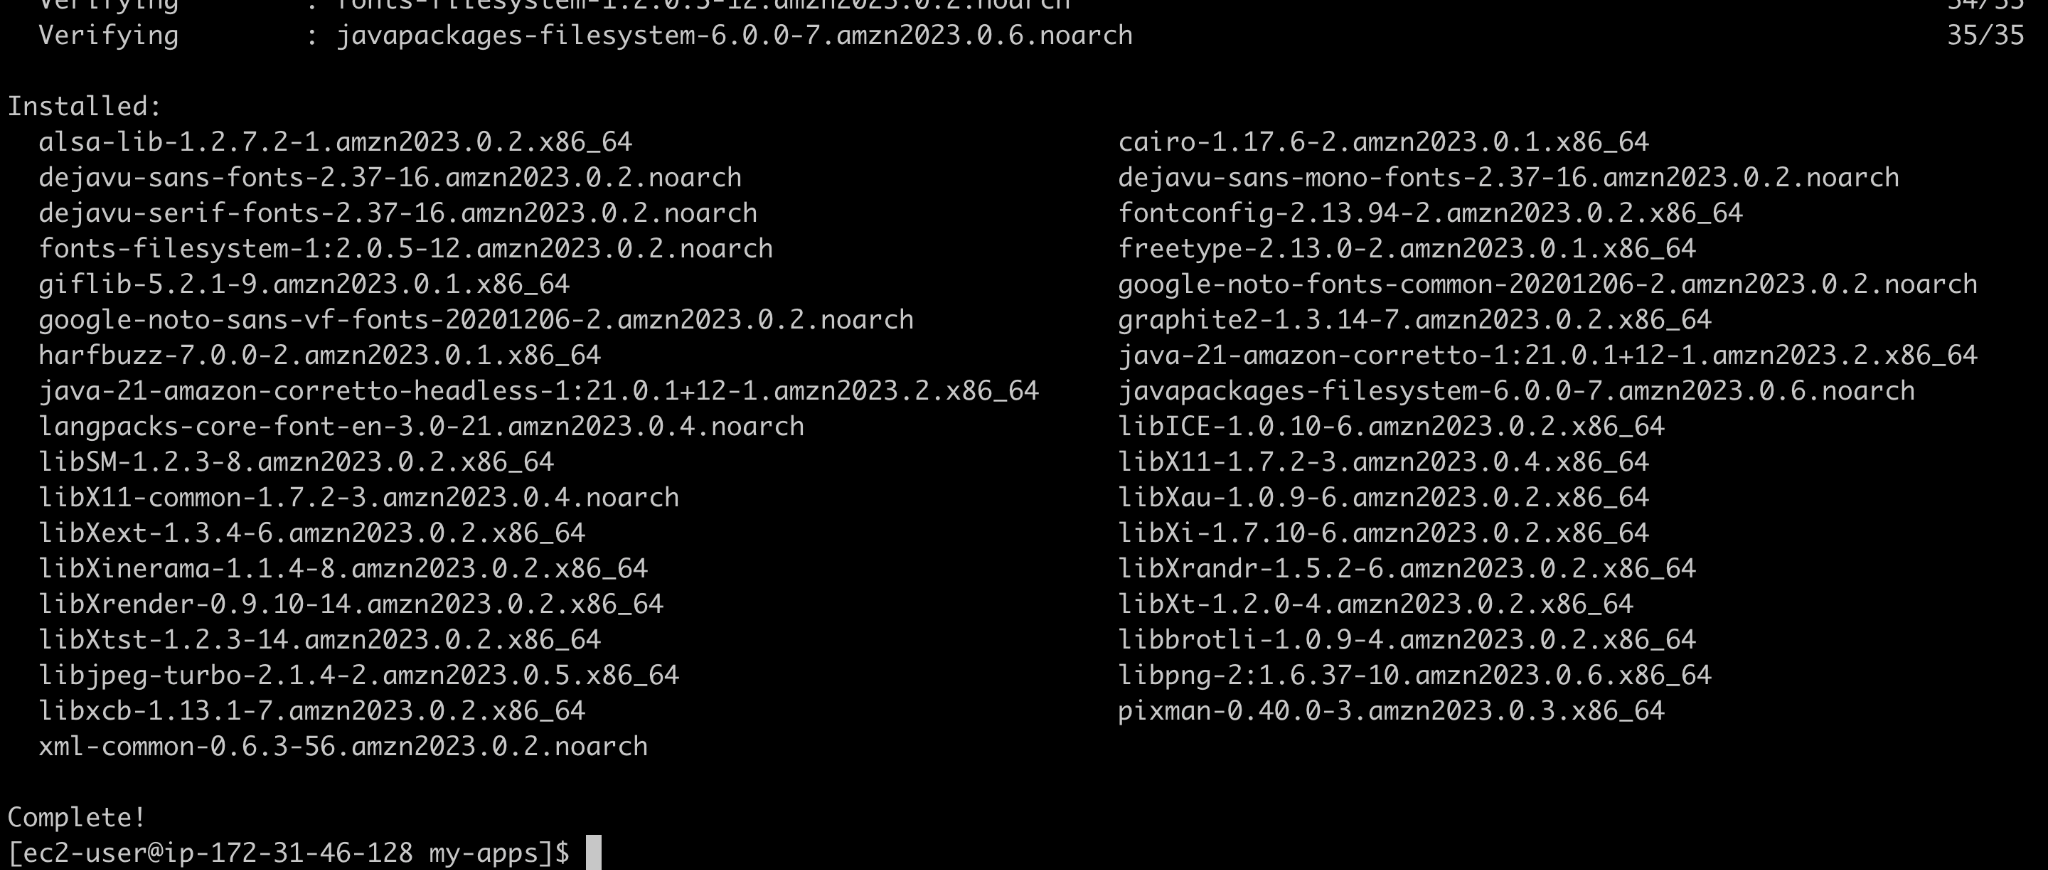 Verifying : fonts-filesystem-1:2.0.5-12.amzn2023.0.2.noarch 34/35
Verifying : javapackages-filesystem-6.0.0-7.amzn2023.0.6.noarch 35/35
Installed:
alsa-lib-1.2.7.2-1.amzn2023.0.2.x86_64 cairo-1.17.6-2.amzn2023.0.1.x86_64
dejavu-sans-fonts-2.37-16.amzn2023.0.2.noarch dejavu-sans-mono-fonts-2.37-16.amzn2023.0.2.noarch
dejavu-serif-fonts-2.37-16.amzn2023.0.2.noarch fontconfig-2.13.94-2.amzn2023.0.2.x86_64
fonts-filesystem-1:2.0.5-12.amzn2023.0.2.noarch freetype-2.13.0-2.amzn2023.0.1.x86_64
giflib-5.2.1-9.amzn2023.0.1.x86_64 google-noto-fonts-common-20201206-2.amzn2023.0.2.noarch
google-noto-sans-vf-fonts-20201206-2.amzn2023.0.2.noarch graphite2-1.3.14-7.amzn2023.0.2.x86_64
harfbuzz-7.0.0-2.amzn2023.0.1.x86_64 java-21-amazon-corretto-1:21.0.1+12-1.amzn2023.2.x86_64
java-21-amazon-corretto-headless-1:21.0.1+12-1.amzn2023.2.x86_64 javapackages-filesystem-6.0.0-7.amzn2023.0.6.noarch
langpacks-core-font-en-3.0-21.amzn2023.0.4.noarch libICE-1.0.10-6.amzn2023.0.2.x86_64
libSM-1.2.3-8.amzn2023.0.2.x86_64 libX11-1.7.2-3.amzn2023.0.4.x86_64
libX11-common-1.7.2-3.amzn2023.0.4.noarch libXau-1.0.9-6.amzn2023.0.2.x86_64
libXext-1.3.4-6.amzn2023.0.2.x86_64 libXi-1.7.10-6.amzn2023.0.2.x86_64
libXinerama-1.1.4-8.amzn2023.0.2.x86_64 libXrandr-1.5.2-6.amzn2023.0.2.x86_64
libXrender-0.9.10-14.amzn2023.0.2.x86_64 libXt-1.2.0-4.amzn2023.0.2.x86_64
libXtst-1.2.3-14.amzn2023.0.2.x86_64 libbrotli-1.0.9-4.amzn2023.0.2.x86_64
libjpeg-turbo-2.1.4-2.amzn2023.0.5.x86_64 libpng-2:1.6.37-10.amzn2023.0.6.x86_64
libxcb-1.13.1-7.amzn2023.0.2.x86_64 pixman-0.40.0-3.amzn2023.0.3.x86_64
xml-common-0.6.3-56.amzn2023.0.2.noarch
Complete!
[ec2-user@ip-172-31-46-128 my-apps]$